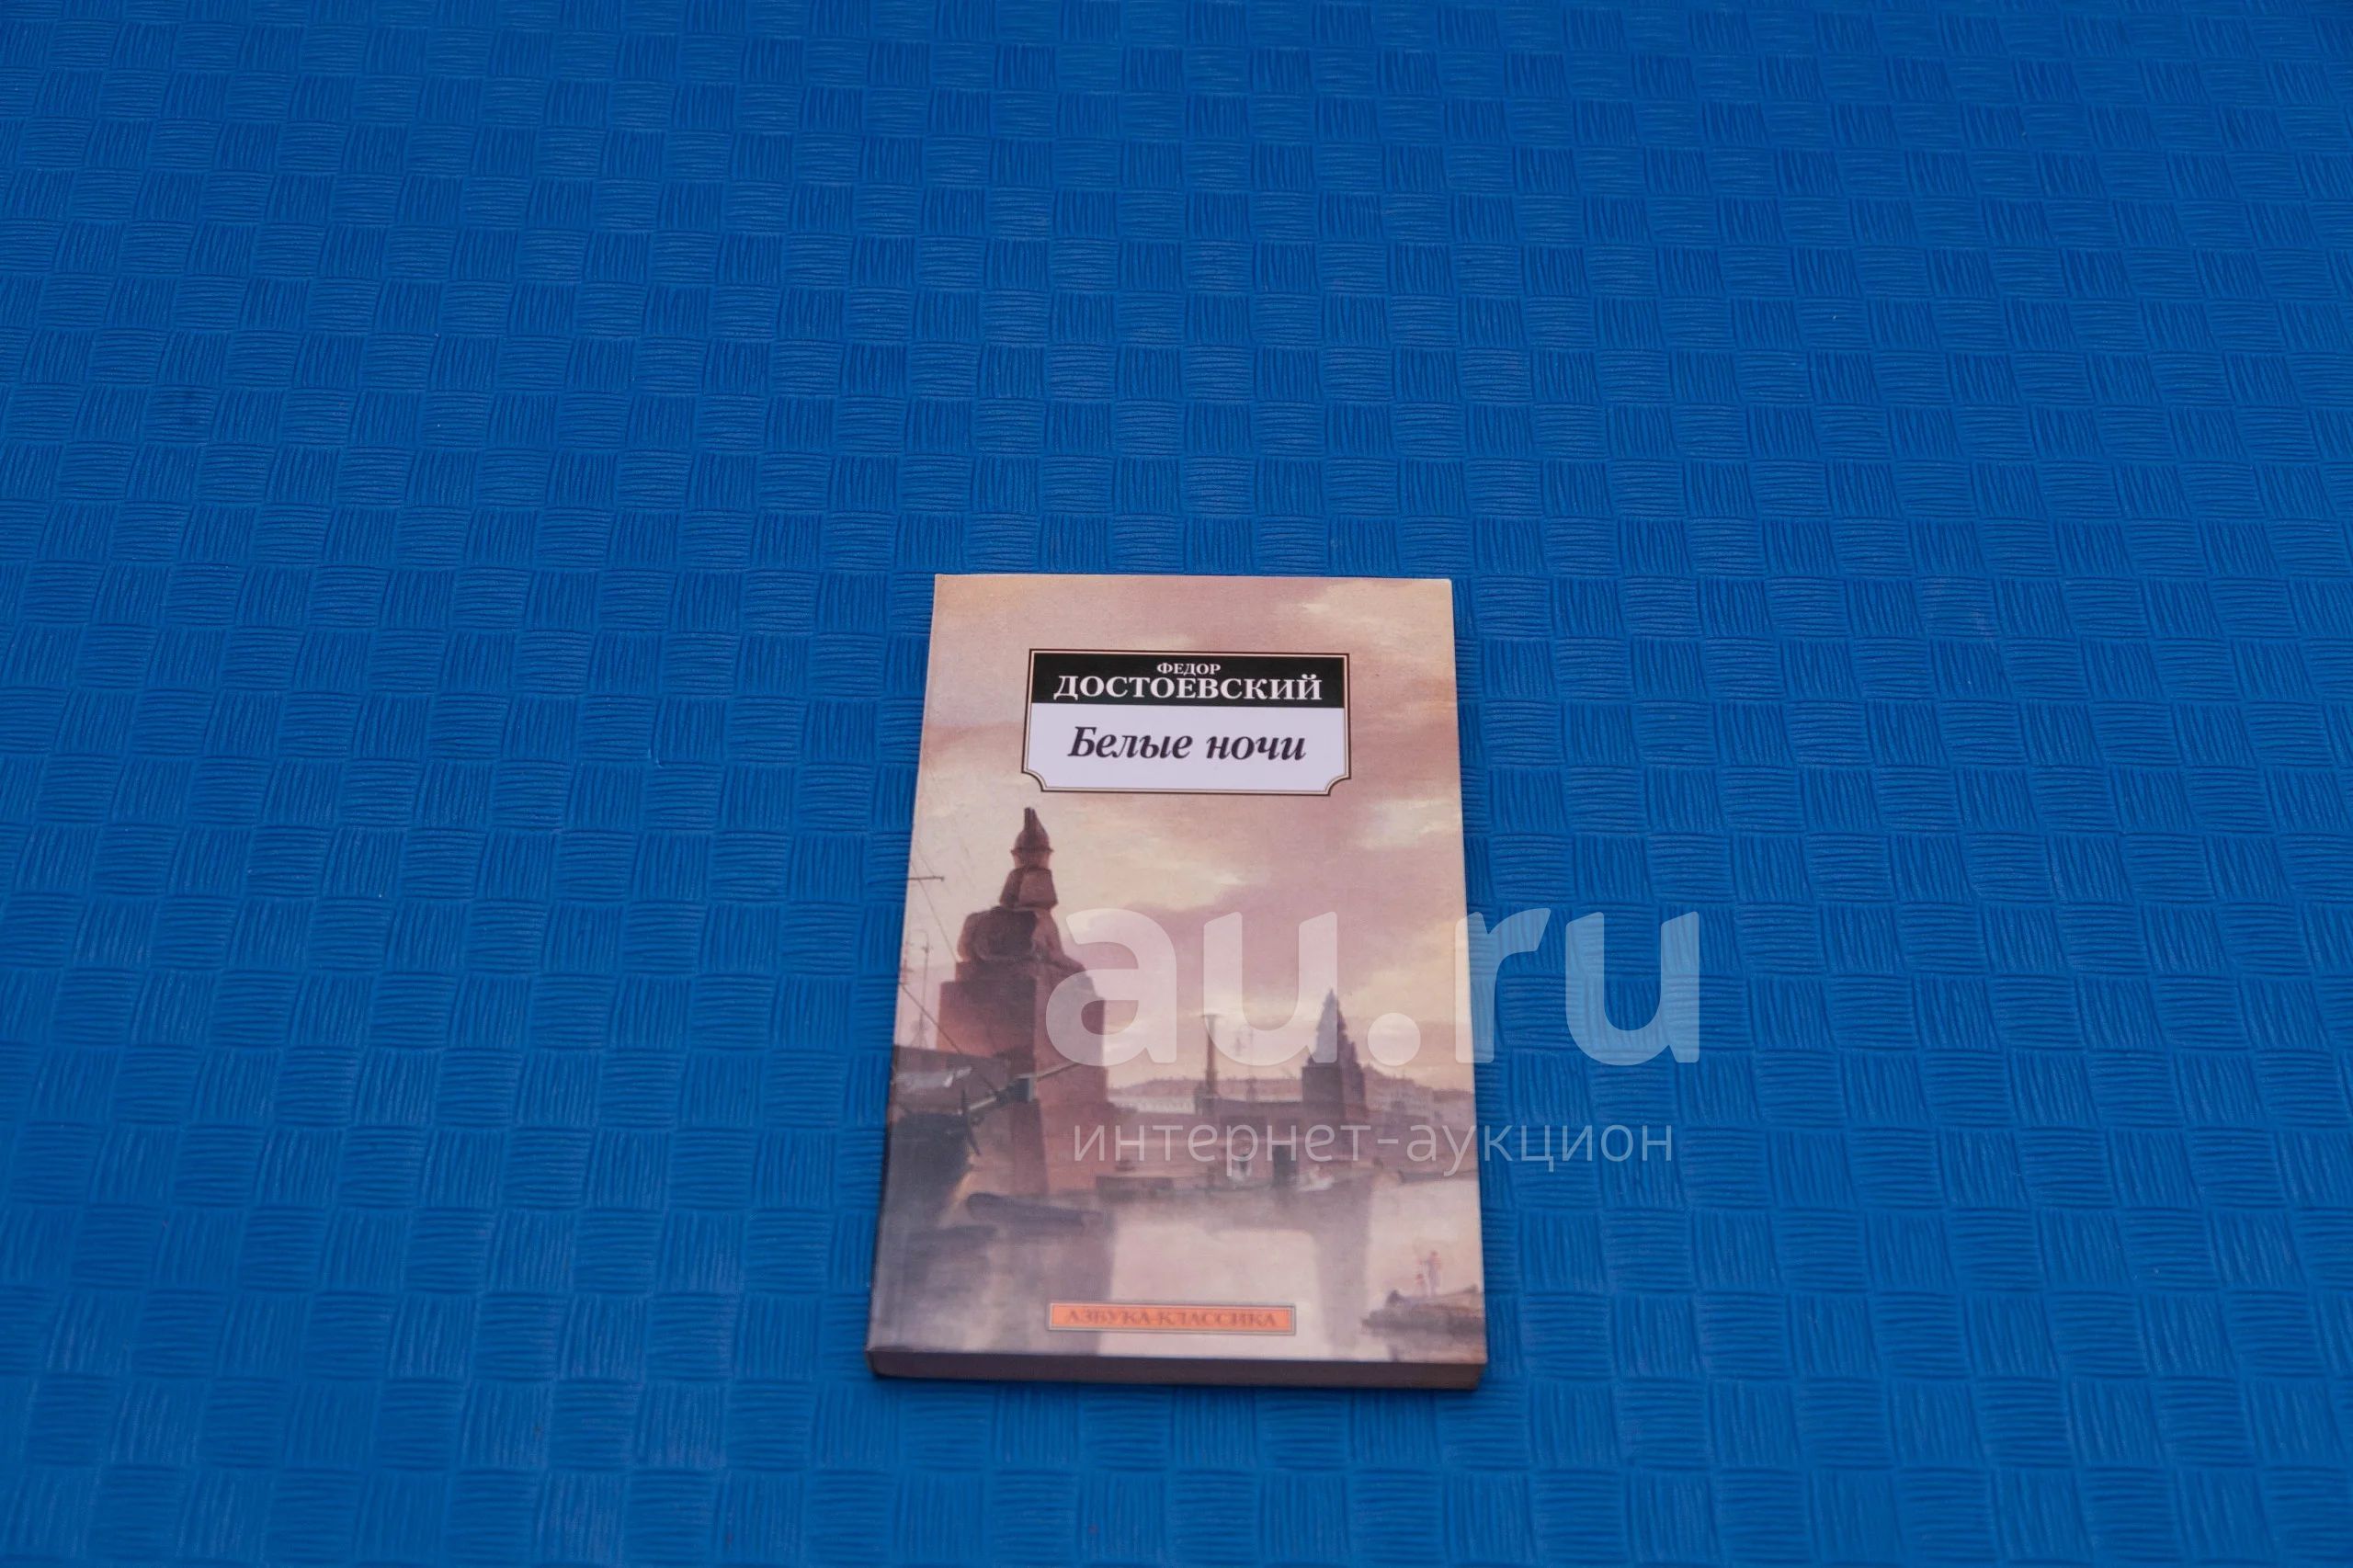 ФЕДОР
ДОСТОЕВСКИЙ
Белые ночи
au.ru
интернет-аукцион
АЗБУКА-КЛАССИКА